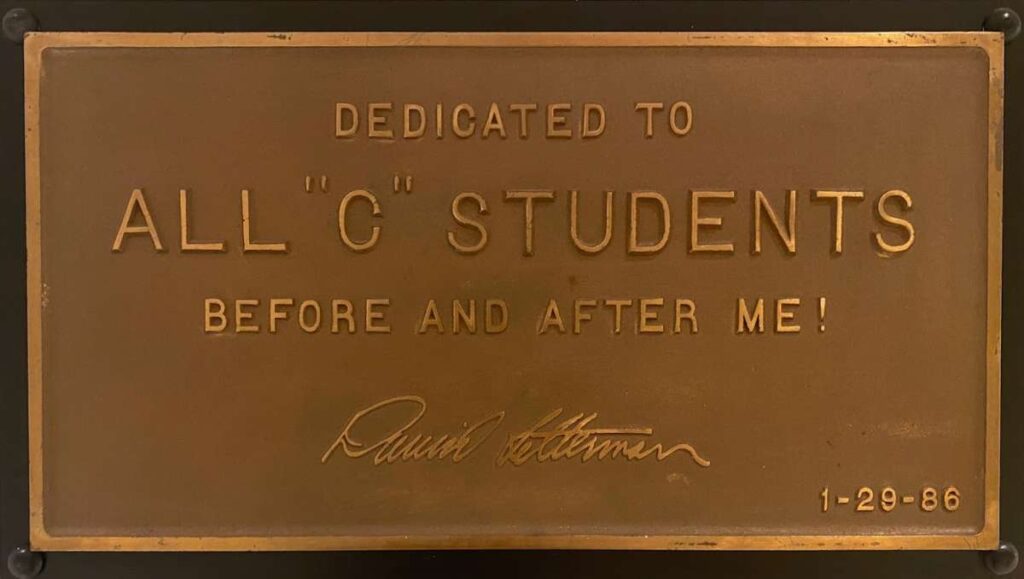 DEDICATED TO
ALL "C" STUDENTS
BEFORE AND AFTER ME!
David Letterman
1-29-86